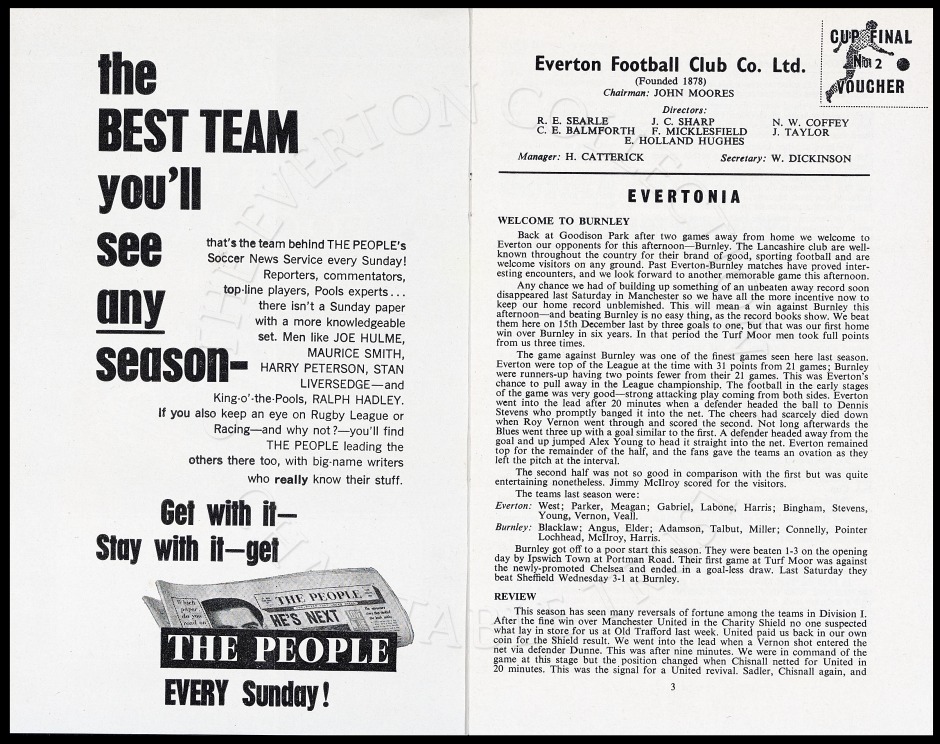 the
BEST TEAM
you'll
see
any
season-
that's the team behind THE PEOPLE's
Soccer News Service every Sunday!
Reporters, commentators,
top-line players, Pools experts...
there isn't a Sunday paper
with a more knowledgeable
set. Men like JOE HULME,
MAURICE SMITH,
HARRY PETERSON, STAN
LIVERSEDGE—and
King-o'-the-Pools, RALPH HADLEY.
If you also keep an eye on Rugby League or
Racing—and why not?—you'll find
THE PEOPLE leading the
others there too, with big-name writers
who really know their stuff.
Get with it—
Stay with it—get
THE PEOPLE
HE'S NEXT
THE PEOPLE
EVERY Sunday!
CUP FINAL
No 2
VOUCHER
Everton Football Club Co. Ltd.
(Founded 1878)
Chairman: JOHN MOORES
Directors:
R. E. SEARLE J. C. SHARP N. W. COFFEY
C. E. BALMFORTH F. MICKLESFIELD J. TAYLOR
E. HOLLAND HUGHES
Manager: H. CATTERICK Secretary: W. DICKINSON
EVERTONIA
WELCOME TO BURNLEY
Back at Goodison Park after two games away from home we welcome to
Everton our opponents for this afternoon—Burnley. The Lancashire club are well-
known throughout the country for their brand of good, sporting football and are
welcome visitors on any ground. Past Everton-Burnley matches have proved inter-
esting encounters, and we look forward to another memorable game this afternoon.
Any chance we had of building up something of an unbeaten away record soon
disappeared last Saturday in Manchester so we have all the more incentive now to
keep our home record unblemished. This will mean a win against Burnley this
afternoon—and beating Burnley is no easy thing, as the record books show. We beat
them here on 15th December last by three goals to one, but that was our first home
win over Burnley in six years. In that period the Turf Moor men took full points
from us three times.
The game against Burnley was one of the finest games seen here last season.
Everton were top of the League at the time with 31 points from 21 games; Burnley
were runners-up having two points fewer from their 21 games. This was Everton's
chance to pull away in the League championship. The football in the early stages
of the game was very good—strong attacking play coming from both sides. Everton
went into the lead after 20 minutes when a defender headed the ball to Dennis
Stevens who promptly banged it into the net. The cheers had scarcely died down
when Roy Vernon went through and scored the second. Not long afterwards the
Blues went three up with a goal similar to the first. A defender headed away from the
goal and up jumped Alex Young to head it straight into the net. Everton remained
top for the remainder of the half, and the fans gave the teams an ovation as they
left the pitch at the interval.
The second half was not so good in comparison with the first but was quite
entertaining nonetheless. Jimmy McIlroy scored for the visitors.
The teams last season were:
Everton: West; Parker, Meagan; Gabriel, Labone, Harris; Bingham, Stevens,
Young, Vernon, Veall.
Burnley: Blacklaw; Angus, Elder; Adamson, Talbut, Miller; Connelly, Pointer
Lochhead, McIlroy, Harris.
Burnley got off to a poor start this season. They were beaten 1-3 on the opening
day by Ipswich Town at Portman Road. Their first game at Turf Moor was against
the newly-promoted Chelsea and ended in a goal-less draw. Last Saturday they
beat Sheffield Wednesday 3-1 at Burnley.
REVIEW
This season has seen many reversals of fortune among the teams in Division I.
After the fine win over Manchester United in the Charity Shield no one suspected
what lay in store for us at Old Trafford last week. United paid us back in our own
coin for the Shield result. We went into the lead when a Vernon shot entered the
net via defender Dunne. This was after nine minutes. We were in command of the
game at this stage but the position changed when Chisnall netted for United in
20 minutes. This was the signal for a United revival. Sadler, Chisnall again, and
3